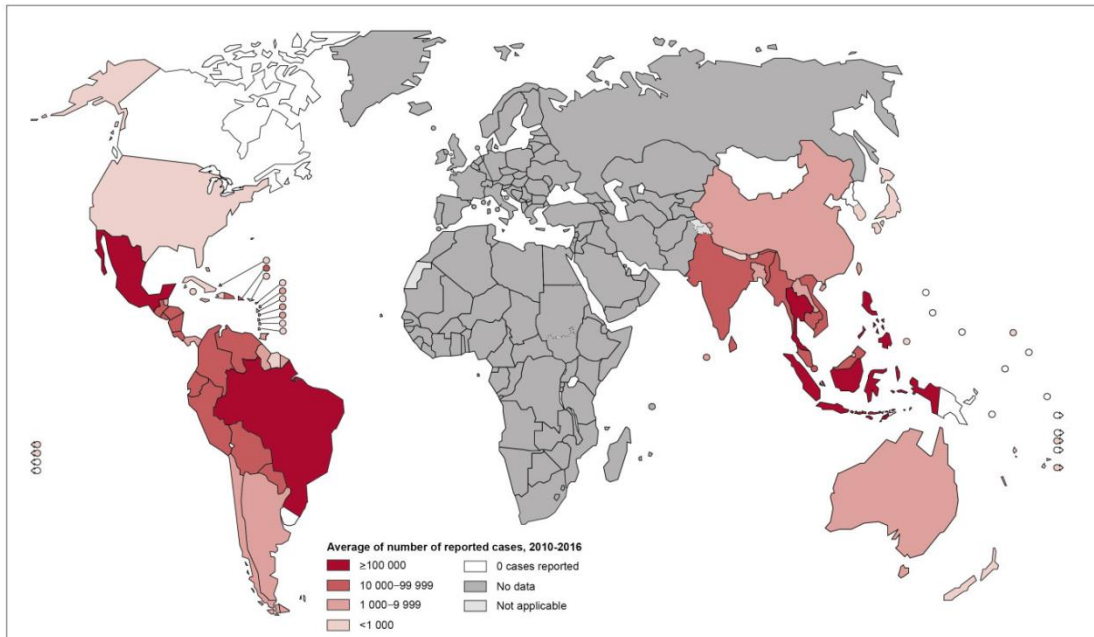 Average of number of reported cases, 2010-2016
≥100 000
10 000–99 999
1 000–9 999
<1 000
0 cases reported
No data
Not applicable